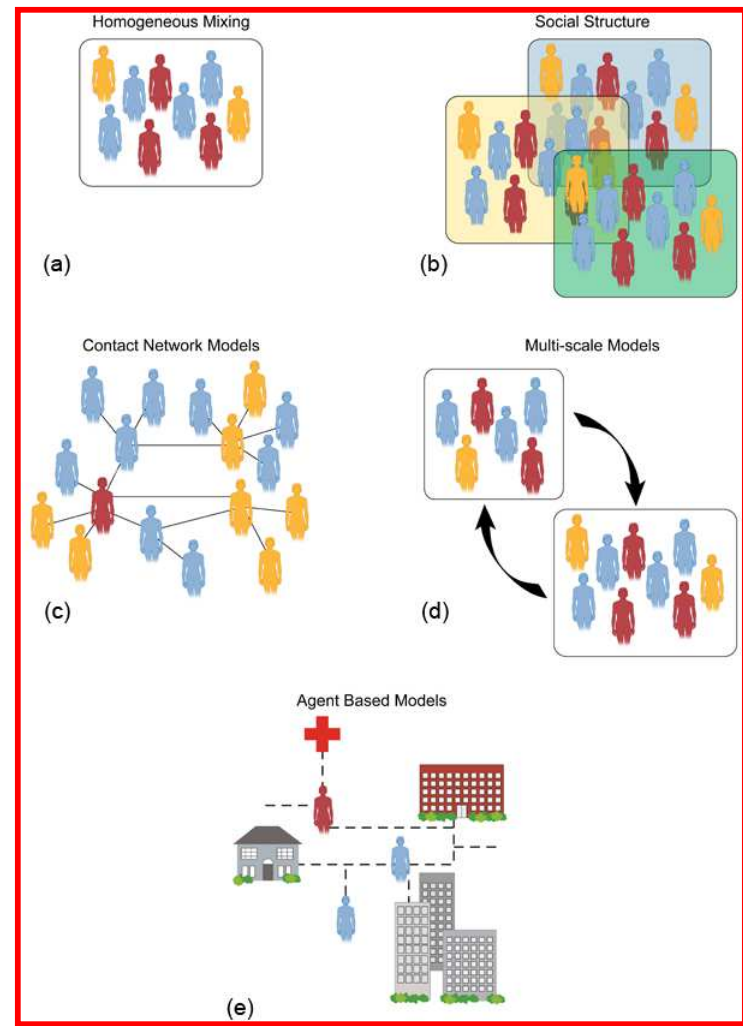 Homogeneous Mixing
Social Structure
(a)
(b)
Contact Network Models
Multi-scale Models
(c)
(d)
Agent Based Models
(e)